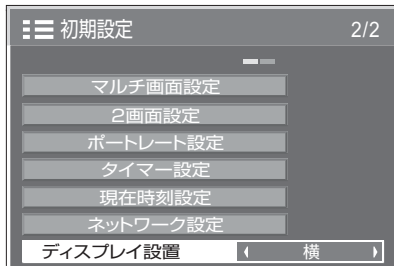 初期設定 2/2
マルチ画面設定
2画面設定
ポートレート設定
タイマー設定
現在時刻設定
ネットワーク設定
ディスプレイ設置 横